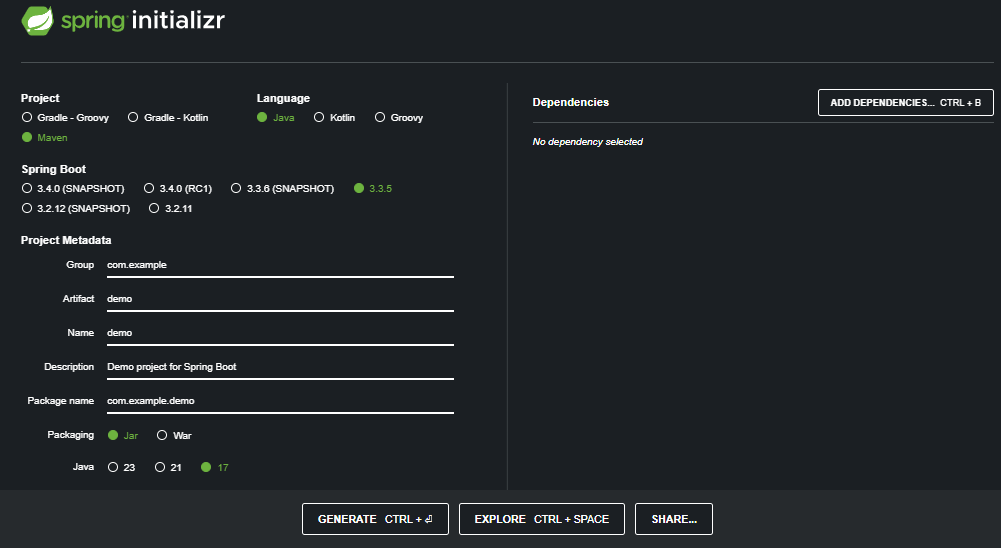 spring initializr
Project
Gradle - Groovy Gradle - Kotlin
Maven
Language
Java Kotlin Groovy
Spring Boot
3.4.0 (SNAPSHOT) 3.4.0 (RC1) 3.3.6 (SNAPSHOT) 3.3.5
3.2.12 (SNAPSHOT) 3.2.11
Project Metadata
Group com.example
Artifact demo
Name demo
Description Demo project for Spring Boot
Package name com.example.demo
Packaging Jar War
Java 23 21 17
Dependencies ADD DEPENDENCIES... CTRL + B
No dependency selected
GENERATE CTRL + ⏎ EXPLORE CTRL + SPACE SHARE...